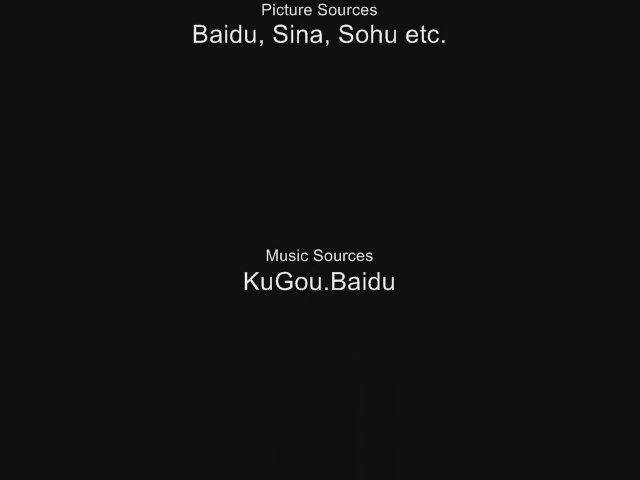 Picture Sources
Baidu, Sina, Sohu etc.
Music Sources
KuGou.Baidu